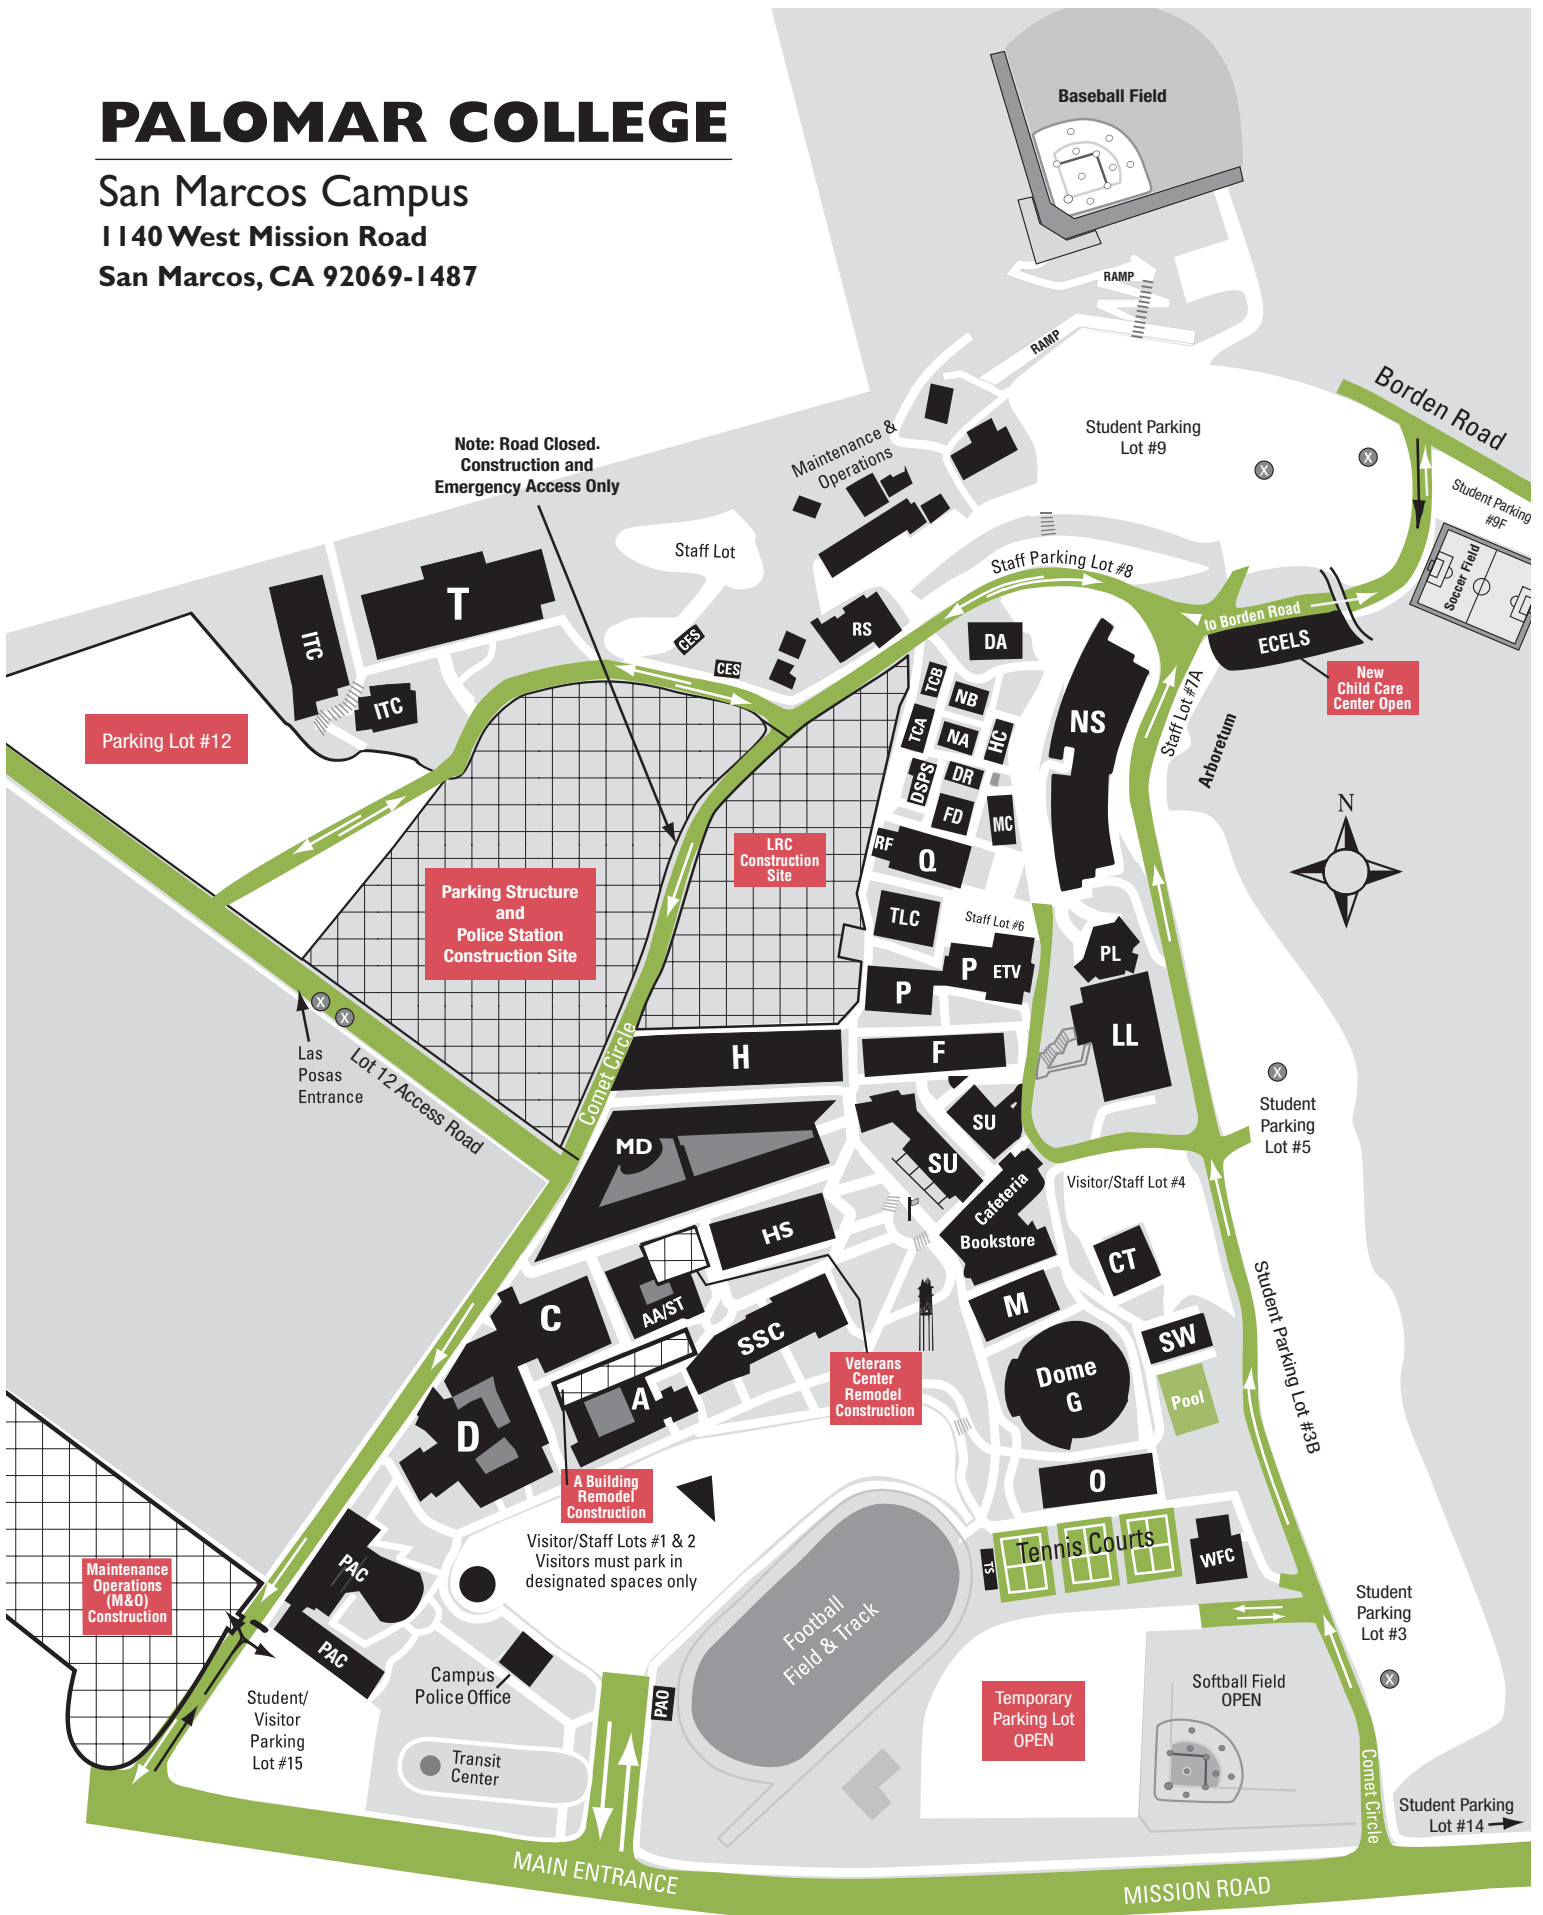 PALOMAR COLLEGE
San Marcos Campus
1140 West Mission Road
San Marcos, CA 92069-1487
Baseball Field
RAMP
RAMP
Borden Road
Student Parking
Lot #9
Maintenance &
Operations
Note: Road Closed.
Construction and
Emergency Access Only
X
X
Student Parking
#9F
Staff Lot
Staff Parking Lot #8
Soccer Field
T
ITC
ITC
CES
CES
RS
DA
to Borden Road
ECELS
New
Child Care
Center Open
TCB
NB
TCA
NA
HC
NS
Staff Lot #7A
Arboretum
Parking Lot #12
DSPS
DR
FD
MC
N
LRC
Construction
Site
RF
Q
Parking Structure
and
Police Station
Construction Site
TLC
Staff Lot #6
P
P
ETV
PL
LL
X
X
Las
Posas
Entrance
Lot 12 Access Road
Comet Circle
H
F
X
Student
Parking
Lot #5
MD
SU
SU
Cafeteria
Bookstore
Visitor/Staff Lot #4
HS
CT
C
AA/ST
SSC
M
SW
Student Parking Lot #3B
Veterans
Center
Remodel
Construction
Dome
G
Pool
A
D
O
A Building
Remodel
Construction
Visitor/Staff Lots #1 & 2
Visitors must park in
designated spaces only
Tennis Courts
TS
WFC
Maintenance
Operations
(M&O)
Construction
PAC
PAC
Football
Field & Track
Student
Parking
Lot #3
X
Campus
Police Office
PAO
Softball Field
OPEN
Temporary
Parking Lot
OPEN
Student/
Visitor
Parking
Lot #15
Transit
Center
Comet Circle
Student Parking
Lot #14
MAIN ENTRANCE
MISSION ROAD